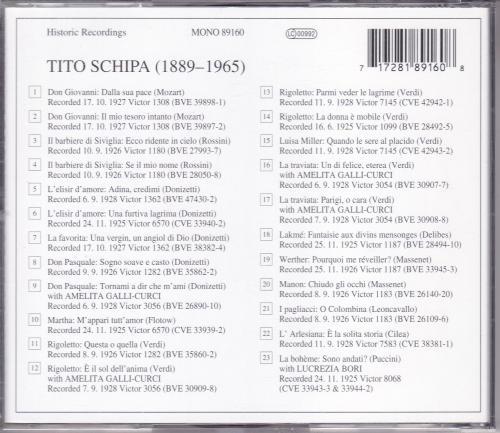 Historic Recordings
MONO 89160
LC 00992
7 17281 89160 8
TITO SCHIPA (1889–1965)
1 Don Giovanni: Dalla sua pace (Mozart)
Recorded 17. 10. 1927 Victor 1308 (BVE 39898-1)
2 Don Giovanni: Il mio tesoro intanto (Mozart)
Recorded 17. 10. 1927 Victor 1308 (BVE 39897-2)
3 Il barbiere di Siviglia: Ecco ridente in cielo (Rossini)
Recorded 10. 9. 1926 Victor 1180 (BVE 27993-7)
4 Il barbiere di Siviglia: Se il mio nome (Rossini)
Recorded 10. 9. 1926 Victor 1180 (BVE 28050-8)
5 L'elisir d'amore: Adina, credimi (Donizetti)
Recorded 6. 9. 1928 Victor 1362 (BVE 47430-2)
6 L'elisir d'amore: Una furtiva lagrima (Donizetti)
Recorded 24. 11. 1925 Victor 6570 (CVE 33940-2)
7 La favorita: Una vergin, un angiol di Dio (Donizetti)
Recorded 17. 10. 1927 Victor 1362 (BVE 38382-4)
8 Don Pasquale: Sogno soave e casto (Donizetti)
Recorded 9. 9. 1926 Victor 1282 (BVE 35862-2)
9 Don Pasquale: Tornami a dir che m'ami (Donizetti)
with AMELITA GALLI-CURCI
Recorded 6. 9. 1928 Victor 3056 (BVE 26890-10)
10 Martha: M'apparì tutt'amor (Flotow)
Recorded 24. 11. 1925 Victor 6570 (CVE 33939-2)
11 Rigoletto: Questa o quella (Verdi)
Recorded 8. 9. 1926 Victor 1282 (BVE 35860-2)
12 Rigoletto: È il sol dell'anima (Verdi)
with AMELITA GALLI-CURCI
Recorded 7. 9. 1928 Victor 3056 (BVE 30909-8)
13 Rigoletto: Parmi veder le lagrime (Verdi)
Recorded 11. 9. 1928 Victor 7145 (CVE 42942-1)
14 Rigoletto: La donna è mobile (Verdi)
Recorded 16. 6. 1925 Victor 1099 (BVE 28492-5)
15 Luisa Miller: Quando le sere al placido (Verdi)
Recorded 11. 9. 1928 Victor 7145 (CVE 42943-2)
16 La traviata: Un di felice, eterea (Verdi)
with AMELITA GALLI-CURCI
Recorded 6. 9. 1928 Victor 3054 (BVE 30907-7)
17 La traviata: Parigi, o cara (Verdi)
with AMELITA GALLI-CURCI
Recorded 7. 9. 1928 Victor 3054 (BVE 30908-8)
18 Lakmé: Fantaisie aux divins mensonges (Delibes)
Recorded 25. 11. 1925 Victor 1187 (BVE 28494-10)
19 Werther: Pourquoi me réveiller? (Massenet)
Recorded 25. 11. 1925 Victor 1187 (BVE 33945-3)
20 Manon: Chiudo gli occhi (Massenet)
Recorded 8. 9. 1926 Victor 1183 (BVE 26140-20)
21 I pagliacci: O Colombina (Leoncavallo)
Recorded 8. 9. 1926 Victor 1183 (BVE 26109-6)
22 L' Arlesiana: È la solita storia (Cilea)
Recorded 11. 9. 1928 Victor 7583 (CVE 38381-1)
23 La bohème: Sono andati? (Puccini)
with LUCREZIA BORI
Recorded 24. 11. 1925 Victor 8068
(CVE 33943-3 & 33944-2)